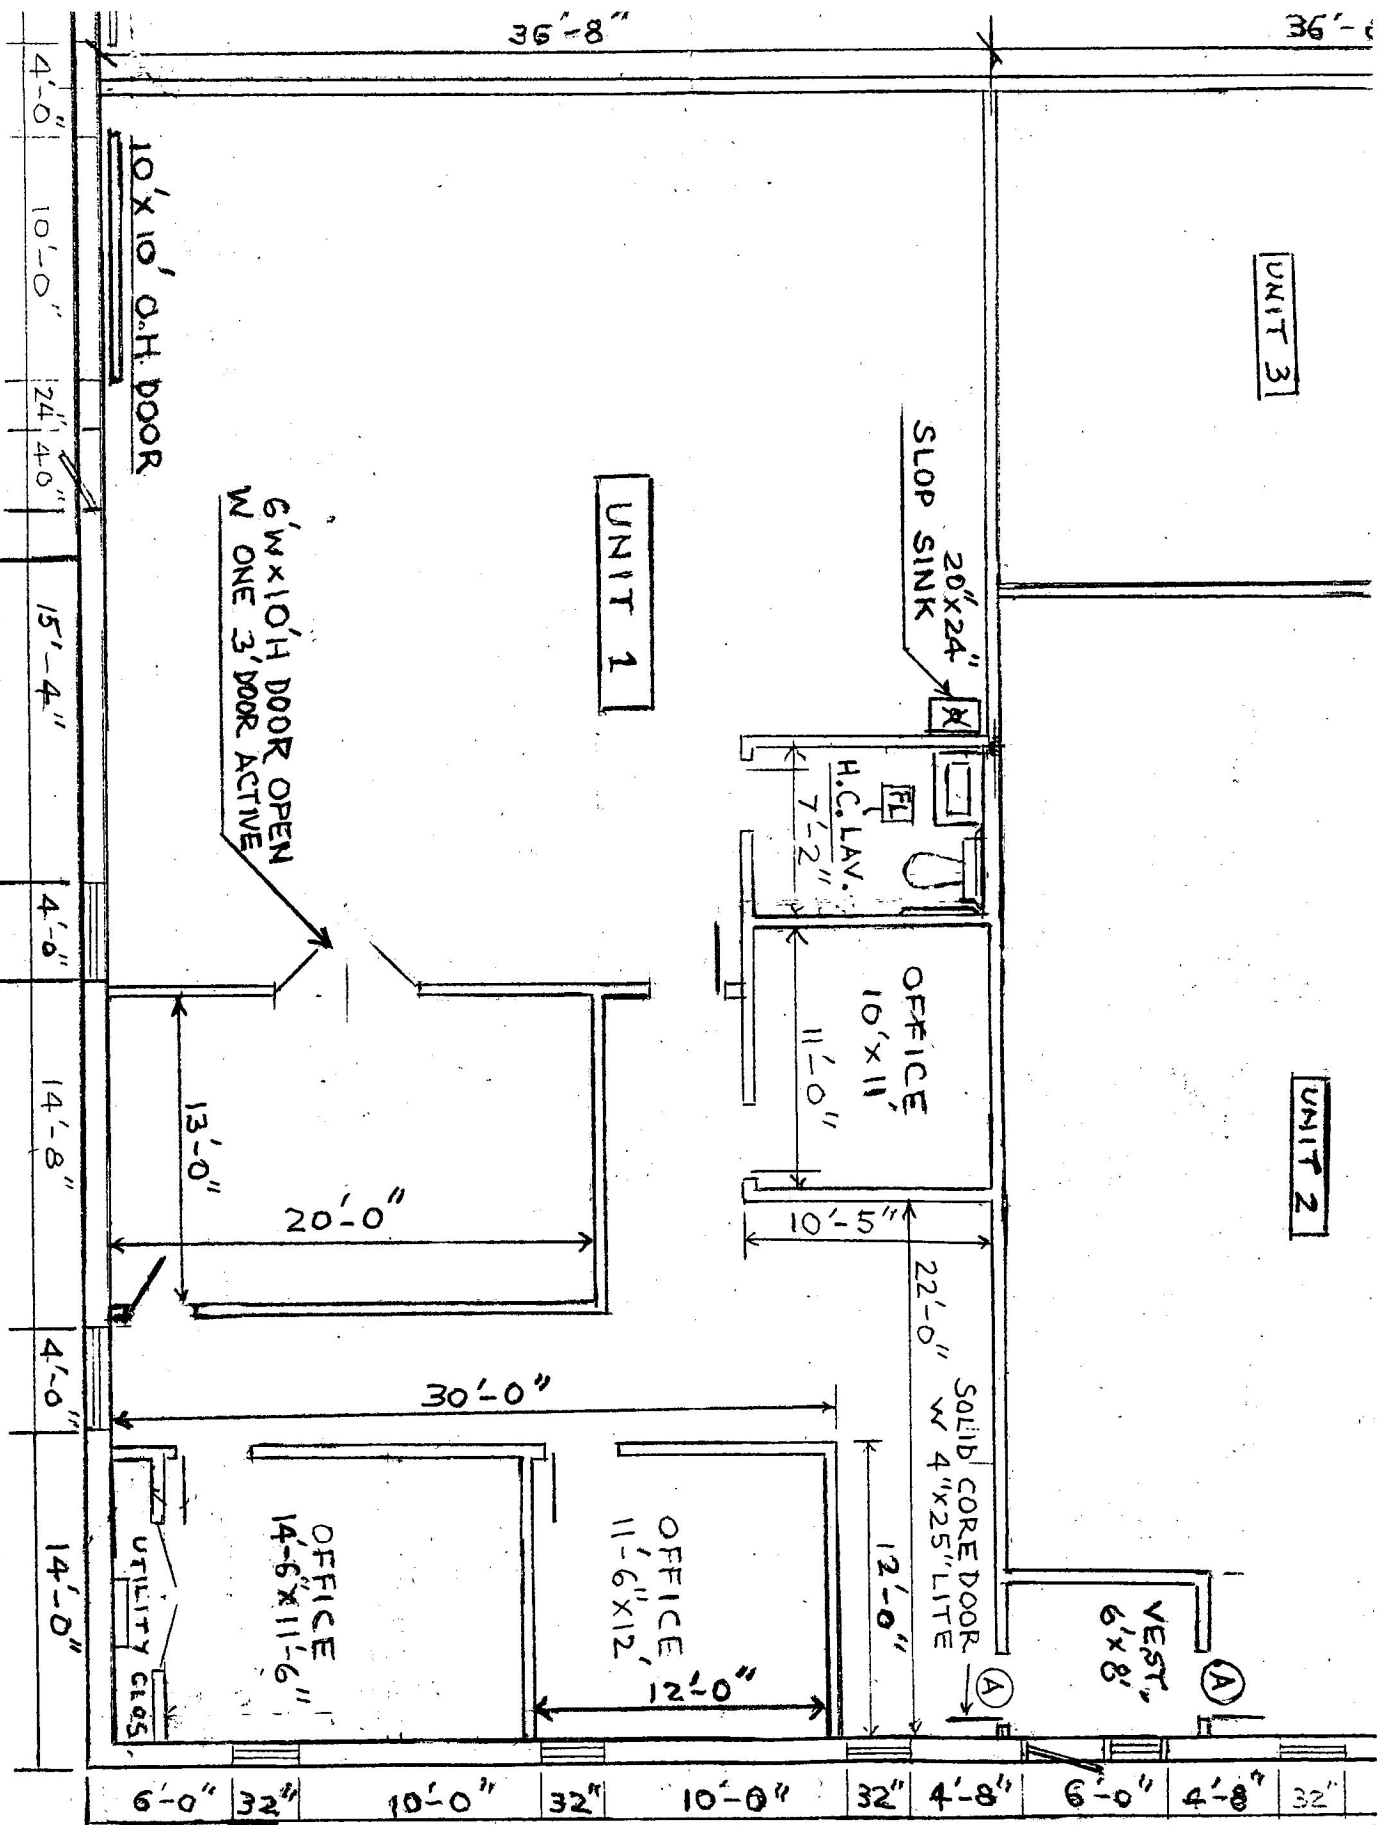 36'-8"
36'-8
4'-0"
10'-0"
24"
4-0"
15'-4"
4'-0"
14'-8"
4'-0"
14'-0"
10'x10' O.H. DOOR
UNIT 3
UNIT 1
SLOP SINK
20"x24"
6'W x10'H DOOR OPEN
W ONE 3' DOOR ACTIVE
H.C. LAV.
FL
7'-2"
OFFICE
10'x11'
11'-0"
UNIT 2
13'-0"
20'-0"
10'-5"
22'-0"
30'-0"
SOLID CORE DOOR
W 4"x25" LITE
12'-0"
OFFICE
11'-6"x12'
12'-0"
OFFICE
14'-6"x11'-6"
UTILITY CLOS.
VEST.
6'x8'
A
A
6'-0"
32"
10'-0"
32"
10'-0"
32"
4'-8"
6'-0"
4'-8"
32"